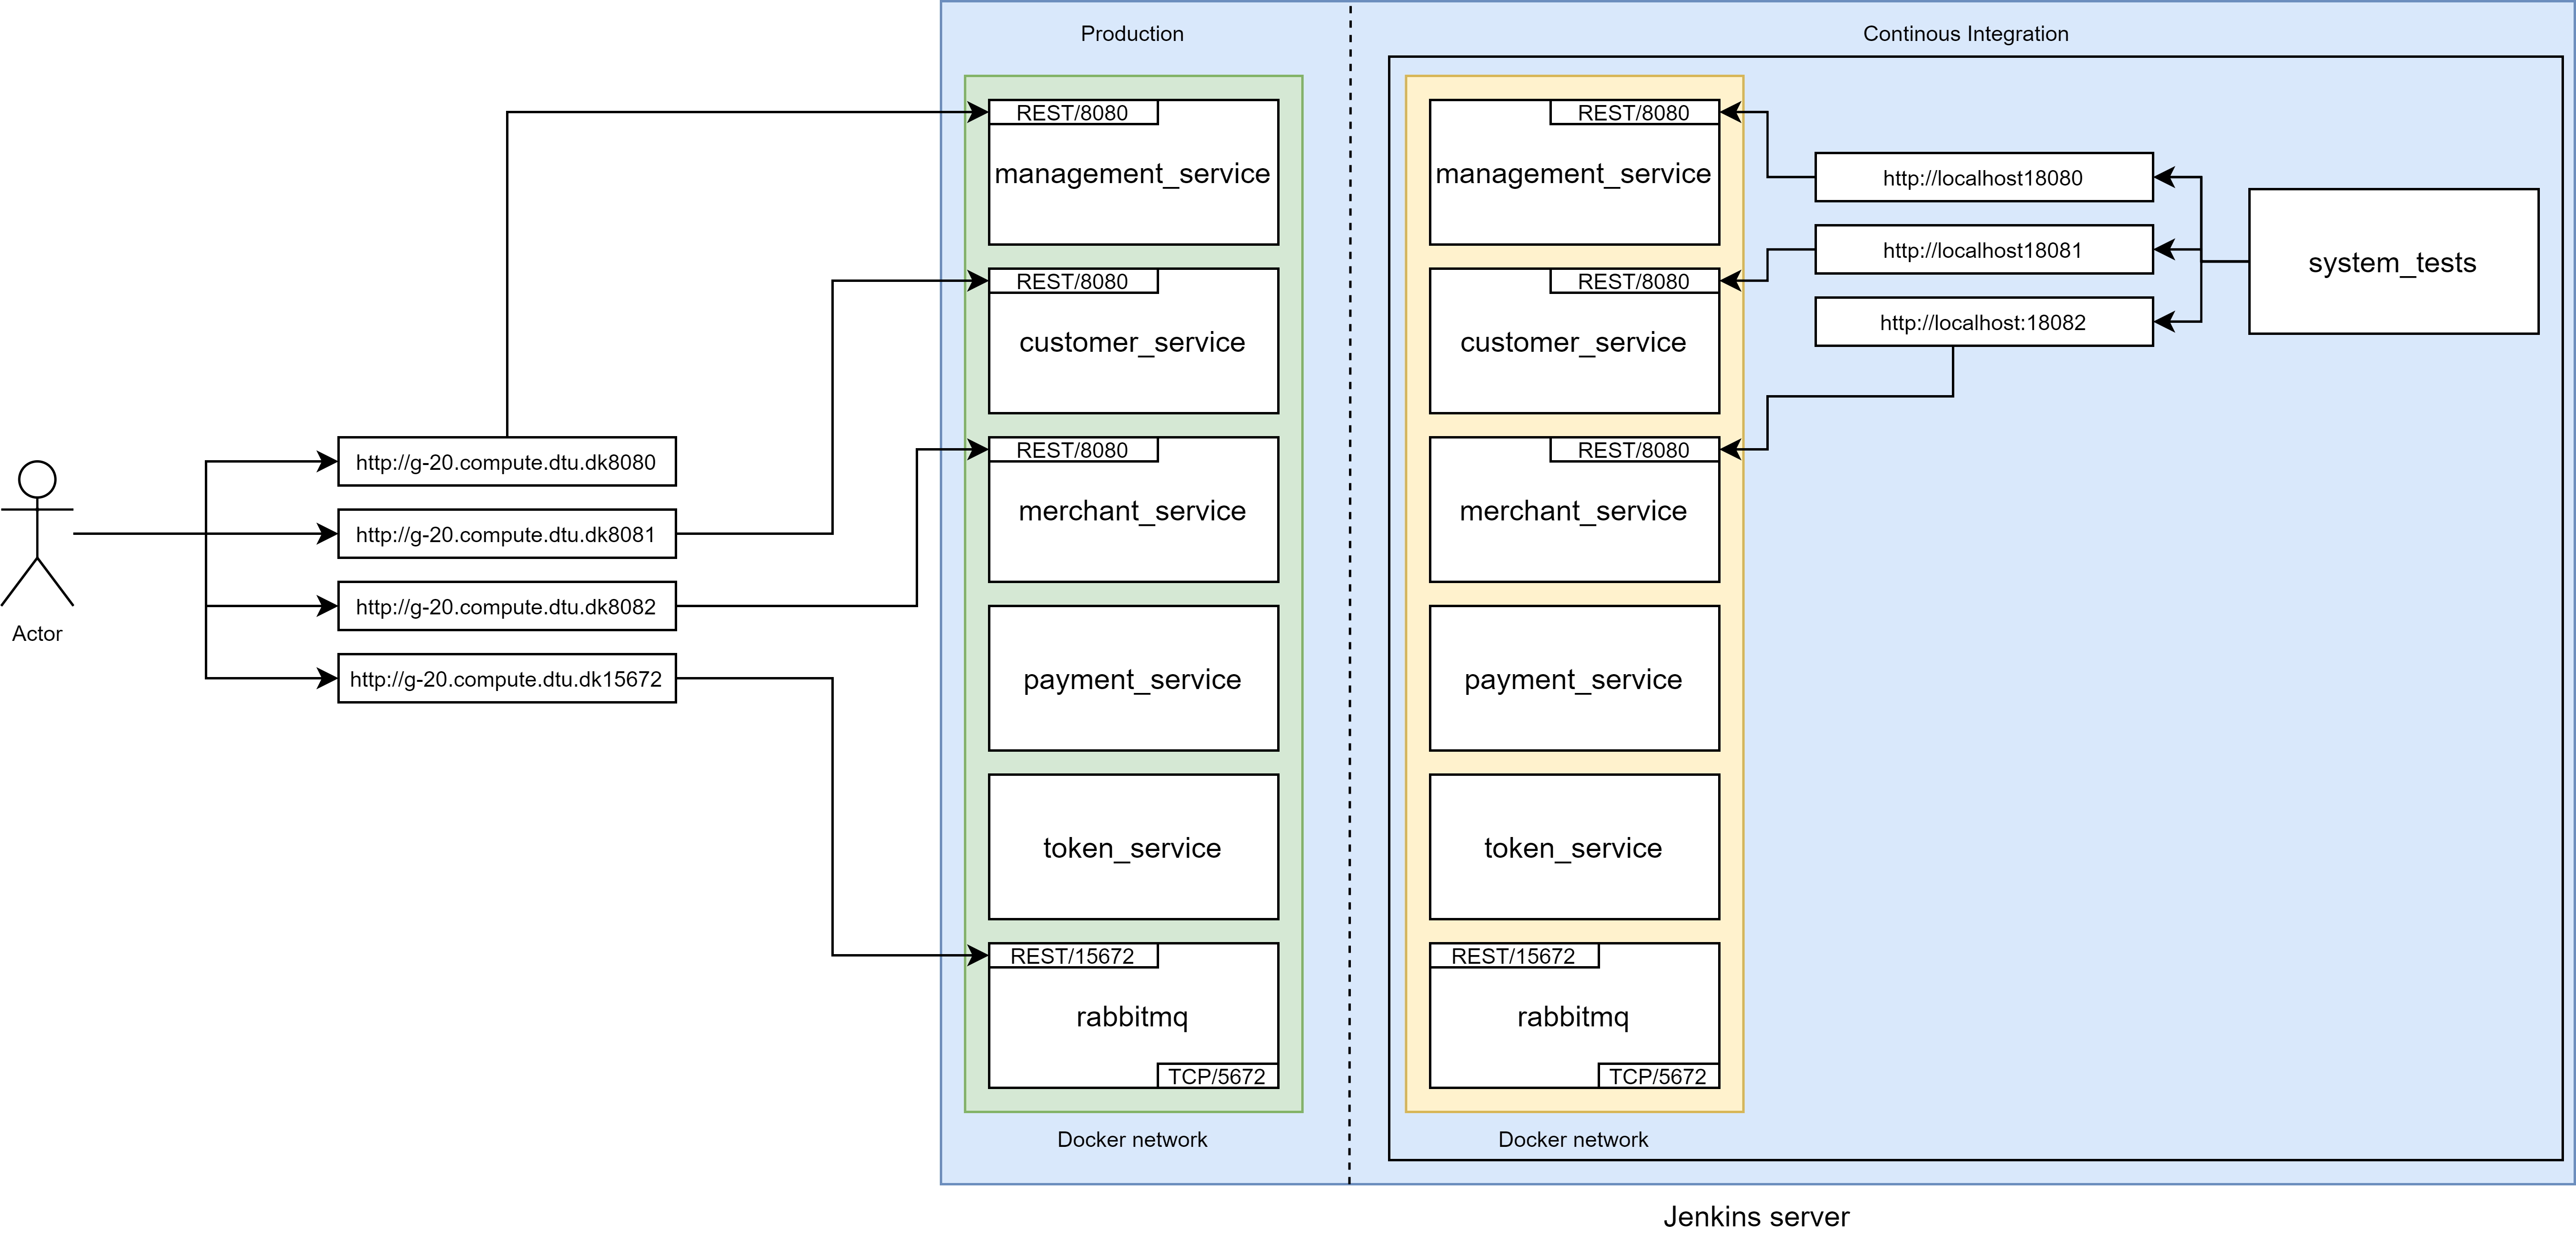 Production
Continous Integration
REST/8080
management_service
REST/8080
customer_service
REST/8080
merchant_service
payment_service
token_service
REST/15672
rabbitmq
TCP/5672
Docker network
REST/8080
management_service
REST/8080
customer_service
REST/8080
merchant_service
payment_service
token_service
REST/15672
rabbitmq
TCP/5672
Docker network
http://localhost18080
http://localhost18081
http://localhost:18082
system_tests
http://g-20.compute.dtu.dk8080
http://g-20.compute.dtu.dk8081
http://g-20.compute.dtu.dk8082
http://g-20.compute.dtu.dk15672
Actor
Jenkins server